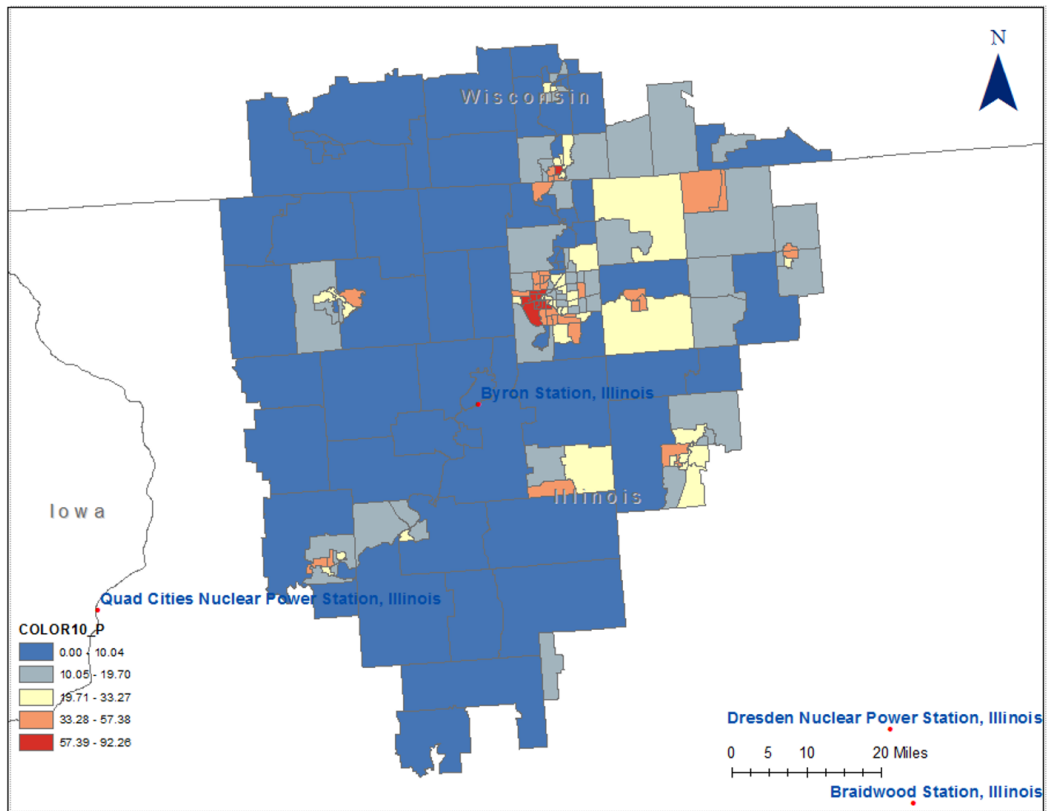 N
Wisconsin
Byron Station, Illinois
Illinois
Iowa
Quad Cities Nuclear Power Station, Illinois
COLOR10_P
0.00 - 10.04
10.05 - 19.70
19.71 - 33.27
33.28 - 57.38
57.39 - 92.26
Dresden Nuclear Power Station, Illinois
0 5 10 20 Miles
Braidwood Station, Illinois